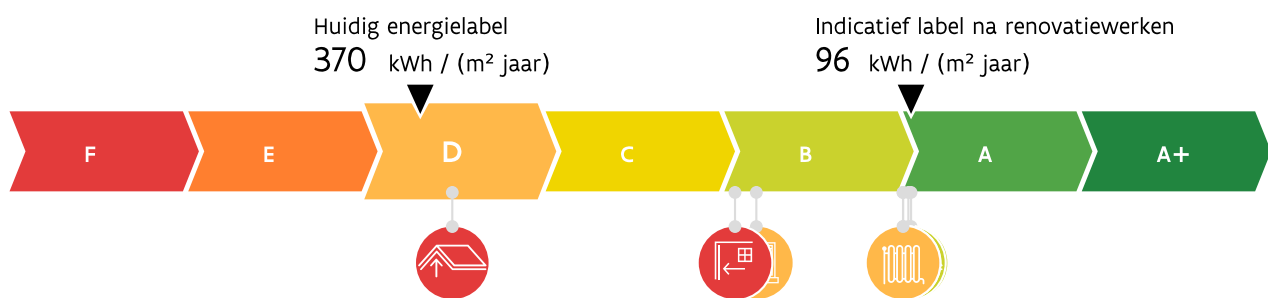 Huidig energielabel
370 kWh / (m² jaar)
Indicatief label na renovatiewerken
96 kWh / (m² jaar)
F E D C B A A+